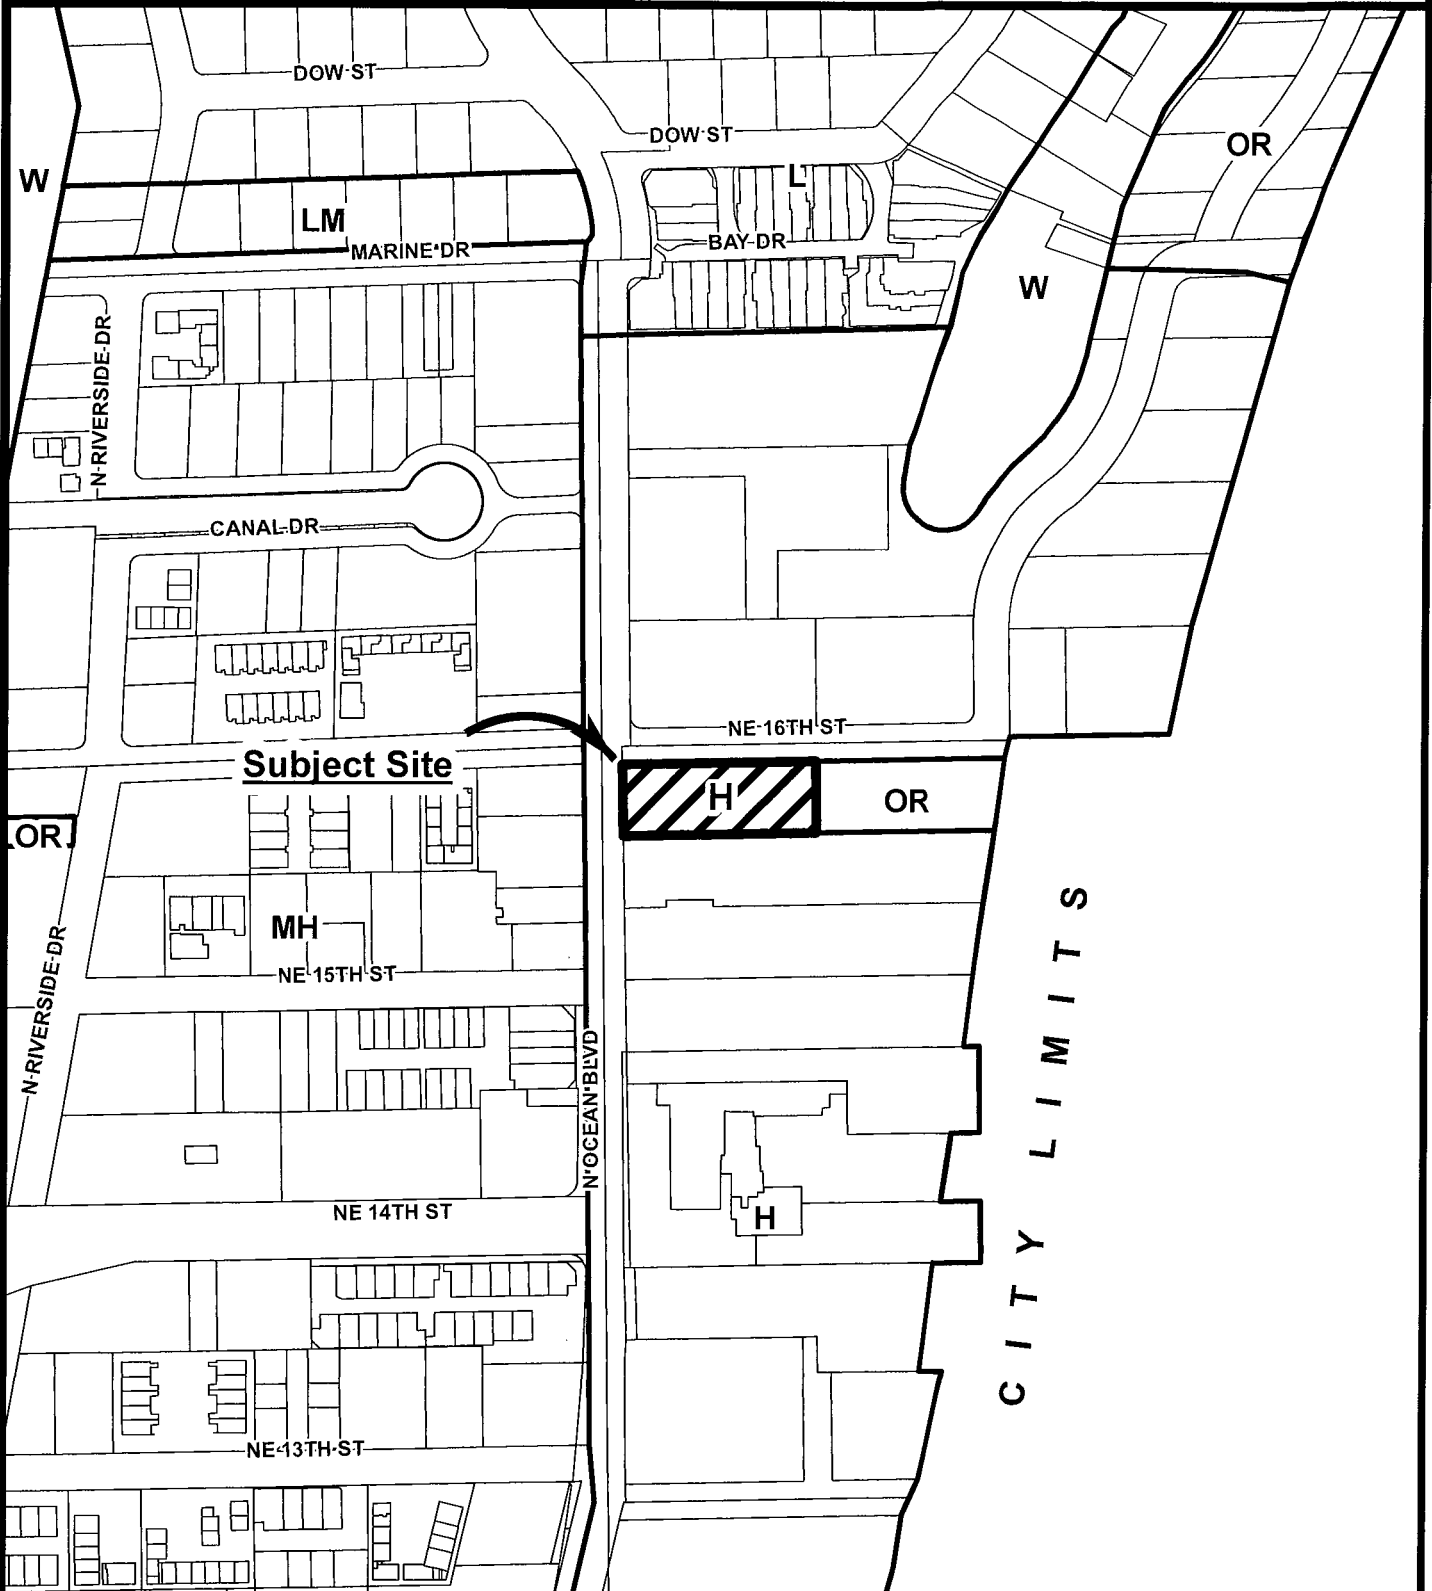 DOW ST
DOW ST
OR
W
L
LM
BAY DR
MARINE DR
W
N RIVERSIDE DR
CANAL DR
NE 16TH ST
Subject Site
H
OR
OR
CITY LIMITS
MH
NE 15TH ST
N RIVERSIDE DR
N OCEAN BLVD
NE 14TH ST
H
NE 13TH ST